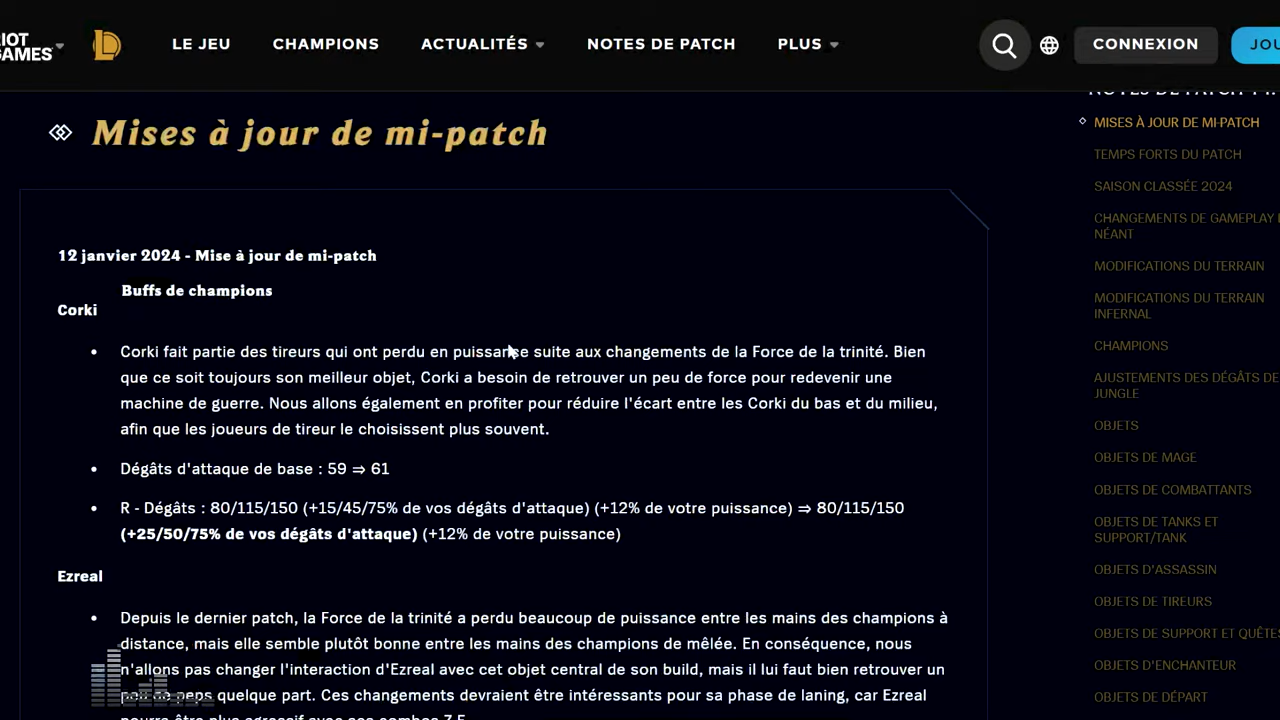 RIOT
GAMES
LE JEU
CHAMPIONS
ACTUALITÉS
NOTES DE PATCH
PLUS
CONNEXION
Mises à jour de mi-patch
12 janvier 2024 - Mise à jour de mi-patch
Buffs de champions
Corki
Corki fait partie des tireurs qui ont perdu en puissance suite aux changements de la Force de la trinité. Bien
que ce soit toujours son meilleur objet, Corki a besoin de retrouver un peu de force pour redevenir une
machine de guerre. Nous allons également en profiter pour réduire l'écart entre les Corki du bas et du milieu,
afin que les joueurs de tireur le choisissent plus souvent.
Dégâts d'attaque de base : 59 ⇒ 61
R - Dégâts : 80/115/150 (+15/45/75% de vos dégâts d'attaque) (+12% de votre puissance) ⇒ 80/115/150
(+25/50/75% de vos dégâts d'attaque) (+12% de votre puissance)
Ezreal
Depuis le dernier patch, la Force de la trinité a perdu beaucoup de puissance entre les mains des champions à
distance, mais elle semble plutôt bonne entre les mains des champions de mêlée. En conséquence, nous
n'allons pas changer l'interaction d'Ezreal avec cet objet central de son build, mais il lui faut bien retrouver un
peu de peps quelque part. Ces changements devraient être intéressants pour sa phase de laning, car Ezreal
NOTES DE PATCH
MISES À JOUR DE MI-PATCH
TEMPS FORTS DU PATCH
SAISON CLASSÉE 2024
CHANGEMENTS DE GAMEPLAY
NÉANT
MODIFICATIONS DU TERRAIN
MODIFICATIONS DU TERRAIN
INFERNAL
CHAMPIONS
AJUSTEMENTS DES DÉGÂTS DE
JUNGLE
OBJETS
OBJETS DE MAGE
OBJETS DE COMBATTANTS
OBJETS DE TANKS ET
SUPPORT/TANK
OBJETS D'ASSASSIN
OBJETS DE TIREURS
OBJETS DE SUPPORT ET QUÊTES
OBJETS D'ENCHANTEUR
OBJETS DE DÉPART